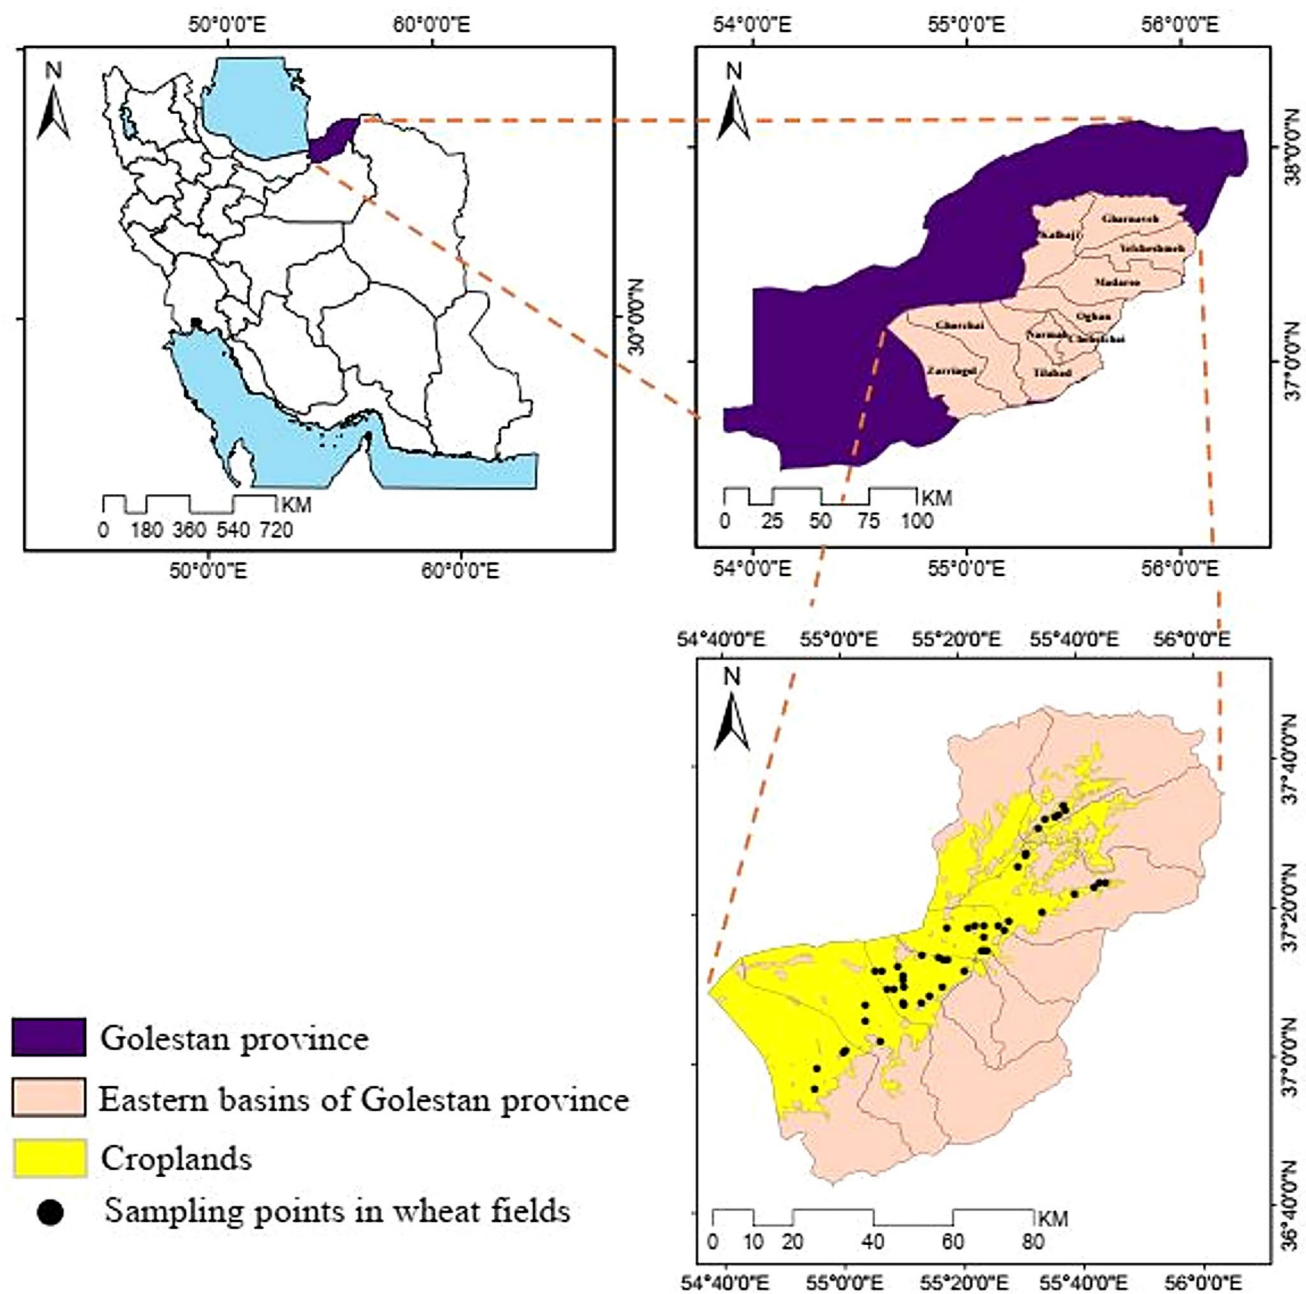 50°0'0"E 60°0'0"E
N
30°0'0"N
KM
0 180 360 540 720
50°0'0"E 60°0'0"E
54°0'0"E 55°0'0"E 56°0'0"E
N
38°0'0"N
37°0'0"N
Gharnaveh
Kalbaji
Yelcheshmeh
Madarsu
Oghan
Ghorchai
Narmab
Chehelchai
Zarringol
Tilabad
KM
0 25 50 75 100
54°0'0"E 55°0'0"E 56°0'0"E
54°40'0"E 55°0'0"E 55°20'0"E 55°40'0"E 56°0'0"E
N
37°40'0"N
37°20'0"N
37°0'0"N
36°40'0"N
KM
0 10 20 40 60 80
54°40'0"E 55°0'0"E 55°20'0"E 55°40'0"E 56°0'0"E
Golestan province
Eastern basins of Golestan province
Croplands
Sampling points in wheat fields